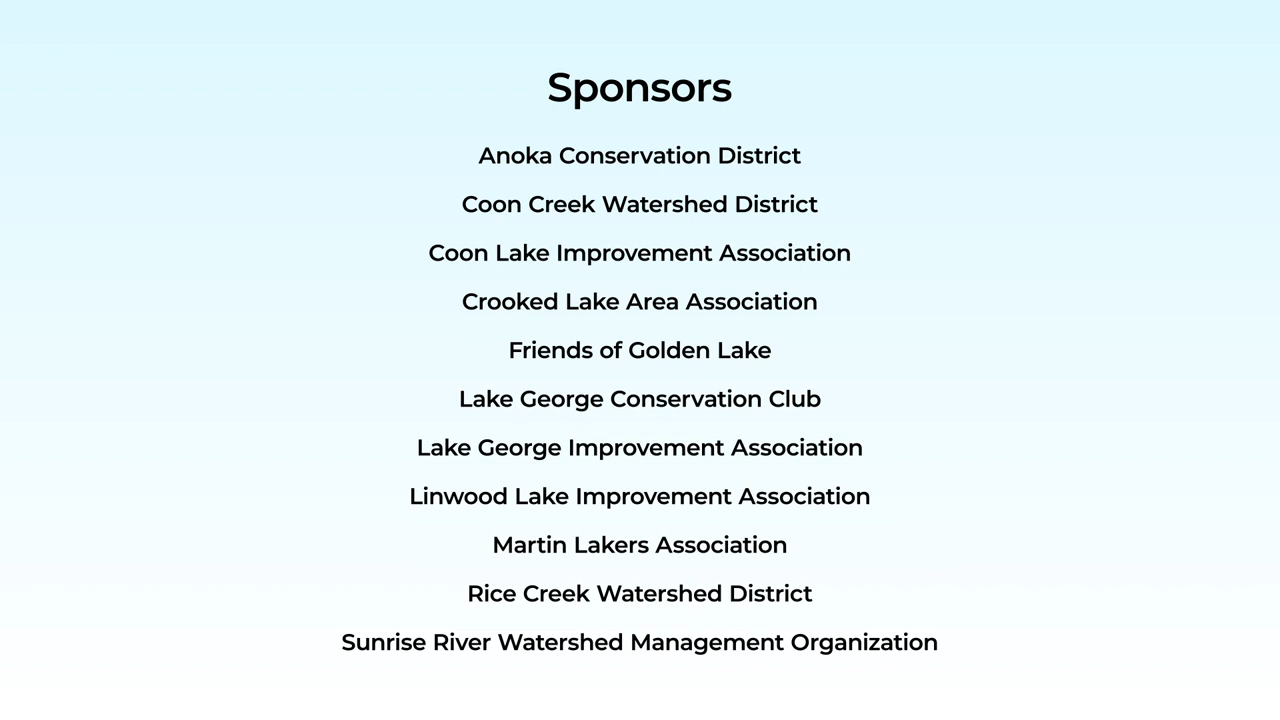 Sponsors
Anoka Conservation District
Coon Creek Watershed District
Coon Lake Improvement Association
Crooked Lake Area Association
Friends of Golden Lake
Lake George Conservation Club
Lake George Improvement Association
Linwood Lake Improvement Association
Martin Lakers Association
Rice Creek Watershed District
Sunrise River Watershed Management Organization